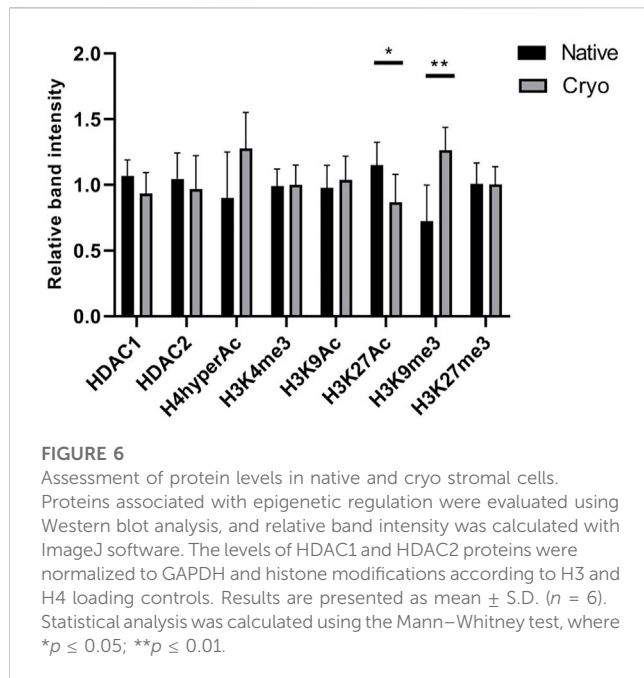 2.0
1.5
1.0
0.5
0.0
Relative band intensity
*
**
Native
Cryo
HDAC1
HDAC2
H4hyperAc
H3K4me3
H3K9Ac
H3K27Ac
H3K9me3
H3K27me3
FIGURE 6
Assessment of protein levels in native and cryo stromal cells.
Proteins associated with epigenetic regulation were evaluated using
Western blot analysis, and relative band intensity was calculated with
ImageJ software. The levels of HDAC1 and HDAC2 proteins were
normalized to GAPDH and histone modifications according to H3 and
H4 loading controls. Results are presented as mean ± S.D. (n = 6).
Statistical analysis was calculated using the Mann–Whitney test, where
*p ≤ 0.05; **p ≤ 0.01.